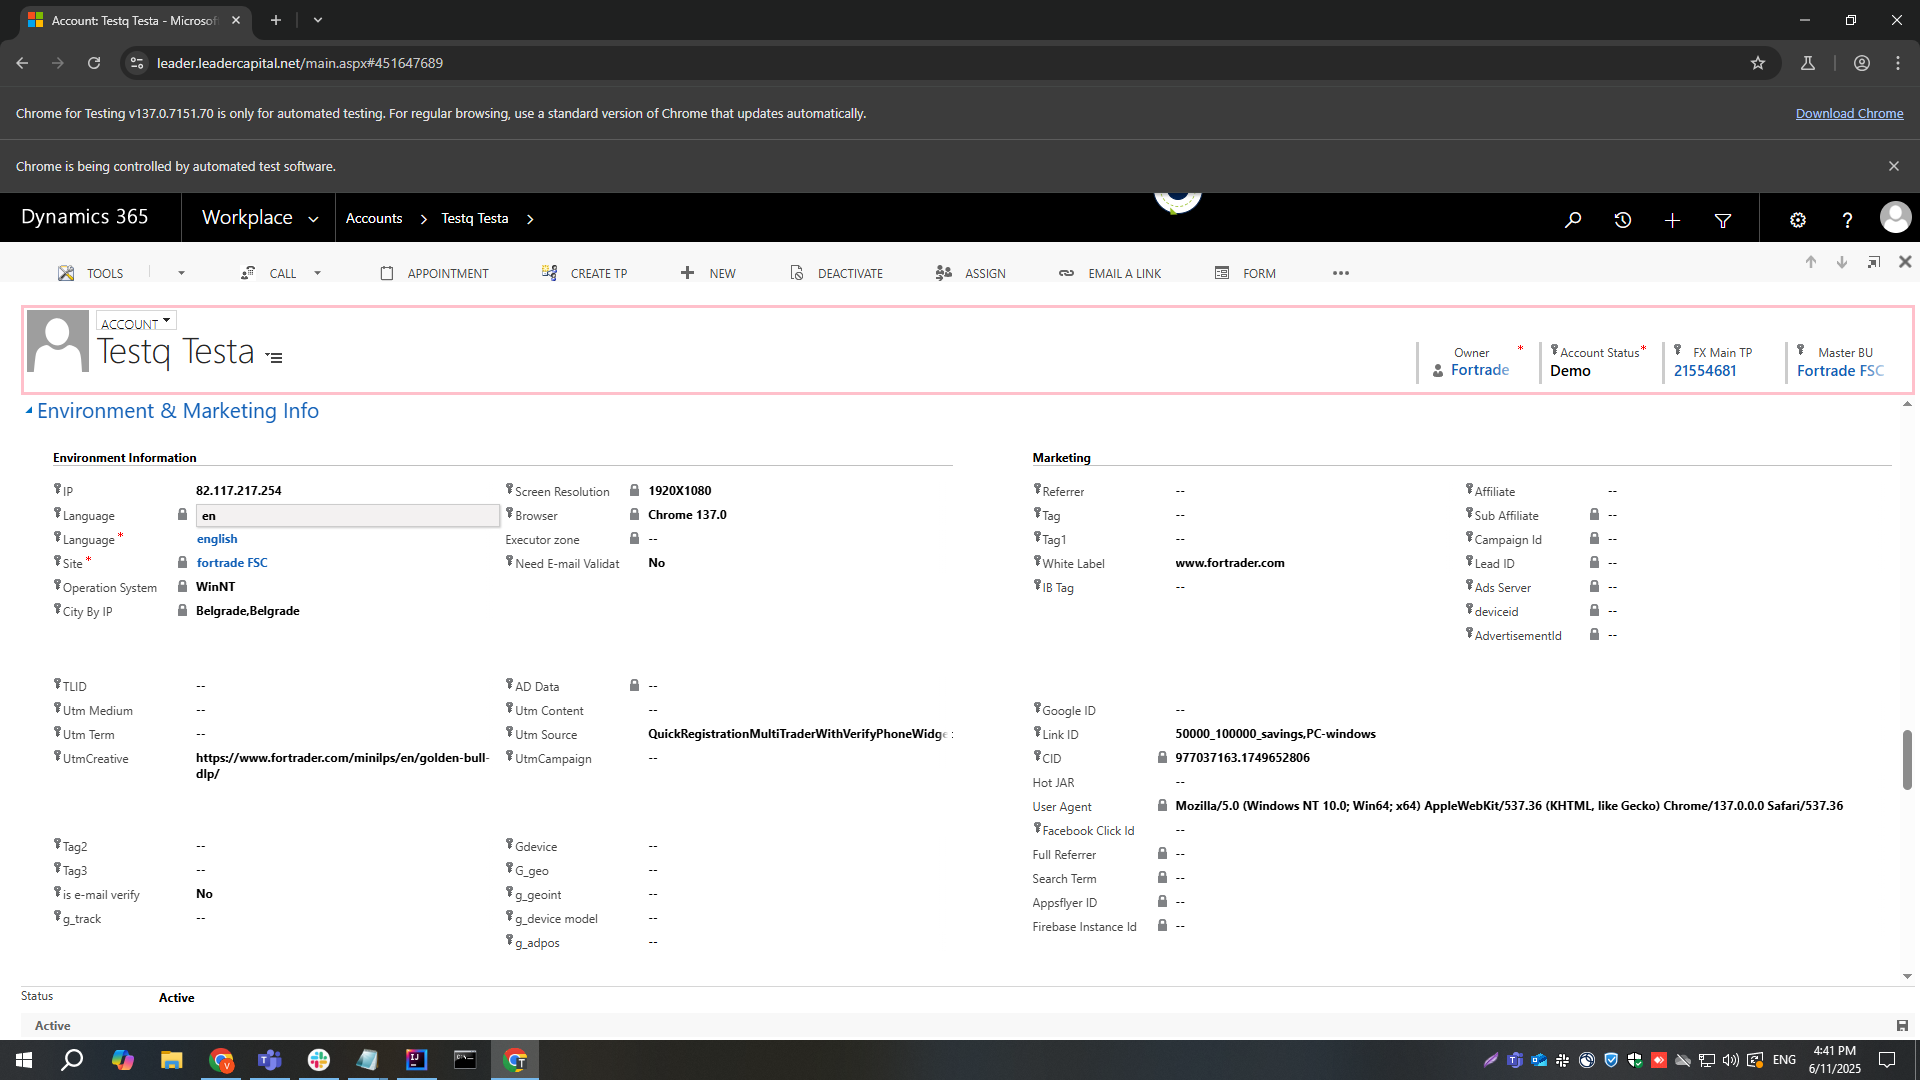 Account: Testq Testa - Microsof
leader.leadercapital.net/main.aspx#451647689
Chrome for Testing v137.0.7151.70 is only for automated testing. For regular browsing, use a standard version of Chrome that updates automatically.
Download Chrome
Chrome is being controlled by automated test software.
Dynamics 365
Workplace
Accounts
Testq Testa
TOOLS
CALL
APPOINTMENT
CREATE TP
NEW
DEACTIVATE
ASSIGN
EMAIL A LINK
FORM
ACCOUNT
Testq Testa
Owner *
Fortrade
Account Status *
Demo
FX Main TP
21554681
Master BU
Fortrade FSC
Environment & Marketing Info
Environment Information
IP 82.117.217.254
Language en
Language * english
Site * fortrade FSC
Operation System WinNT
City By IP Belgrade,Belgrade
Screen Resolution 1920X1080
Browser Chrome 137.0
Executor zone --
Need E-mail Validat No
TLID --
Utm Medium --
Utm Term --
UtmCreative https://www.fortrader.com/minilps/en/golden-bull-
dlp/
AD Data --
Utm Content --
Utm Source QuickRegistrationMultiTraderWithVerifyPhoneWidge
UtmCampaign --
Tag2 --
Tag3 --
is e-mail verify No
g_track --
Gdevice --
G_geo --
g_geoint --
g_device model --
g_adpos --
Marketing
Referrer --
Tag --
Tag1 --
White Label www.fortrader.com
IB Tag --
Affiliate --
Sub Affiliate --
Campaign Id --
Lead ID --
Ads Server --
deviceid --
AdvertisementId --
Google ID --
Link ID 50000_100000_savings,PC-windows
CID 977037163.1749652806
Hot JAR --
User Agent Mozilla/5.0 (Windows NT 10.0; Win64; x64) AppleWebKit/537.36 (KHTML, like Gecko) Chrome/137.0.0.0 Safari/537.36
Facebook Click Id --
Full Referrer --
Search Term --
Appsflyer ID --
Firebase Instance Id --
Status Active
Active
ENG
4:41 PM
6/11/2025